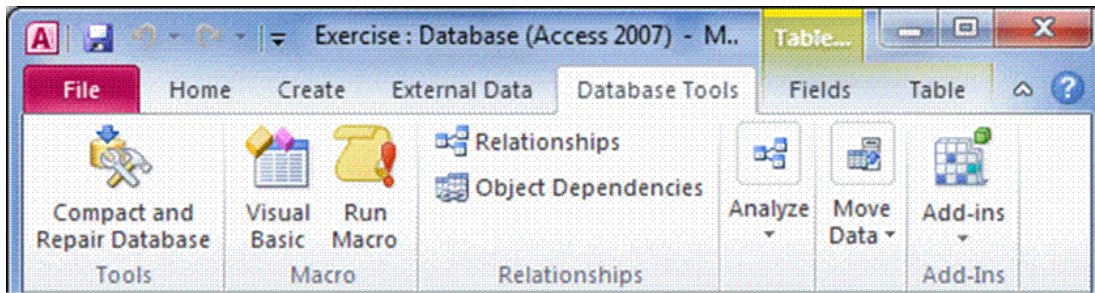 A
Exercise : Database (Access 2007) - M..
Table...
File
Home
Create
External Data
Database Tools
Fields
Table
?
Compact and
Repair Database
Tools
Visual
Basic
Run
Macro
Macro
Relationships
Object Dependencies
Relationships
Analyze
Move
Data
Add-ins
Add-Ins